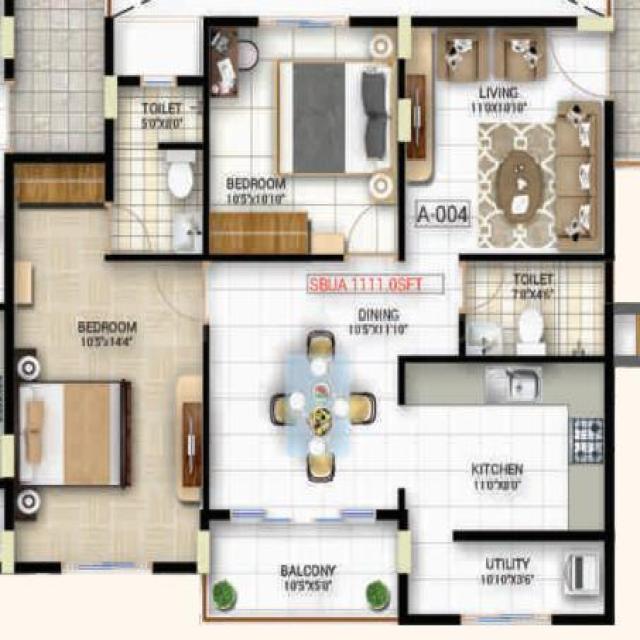 TOILET
5'0"X8'0"
LIVING
11'0X10'10"
BEDROOM
10'5"X10'10"
A-004
SBUA 1111.0SFT
TOILET
7'0"X4'6"
DINING
10'5"X11'10"
BEDROOM
10'5"x14'4"
KITCHEN
11'0"X8'0"
UTILITY
10'10"X3'6"
BALCONY
10'5"X5'0"